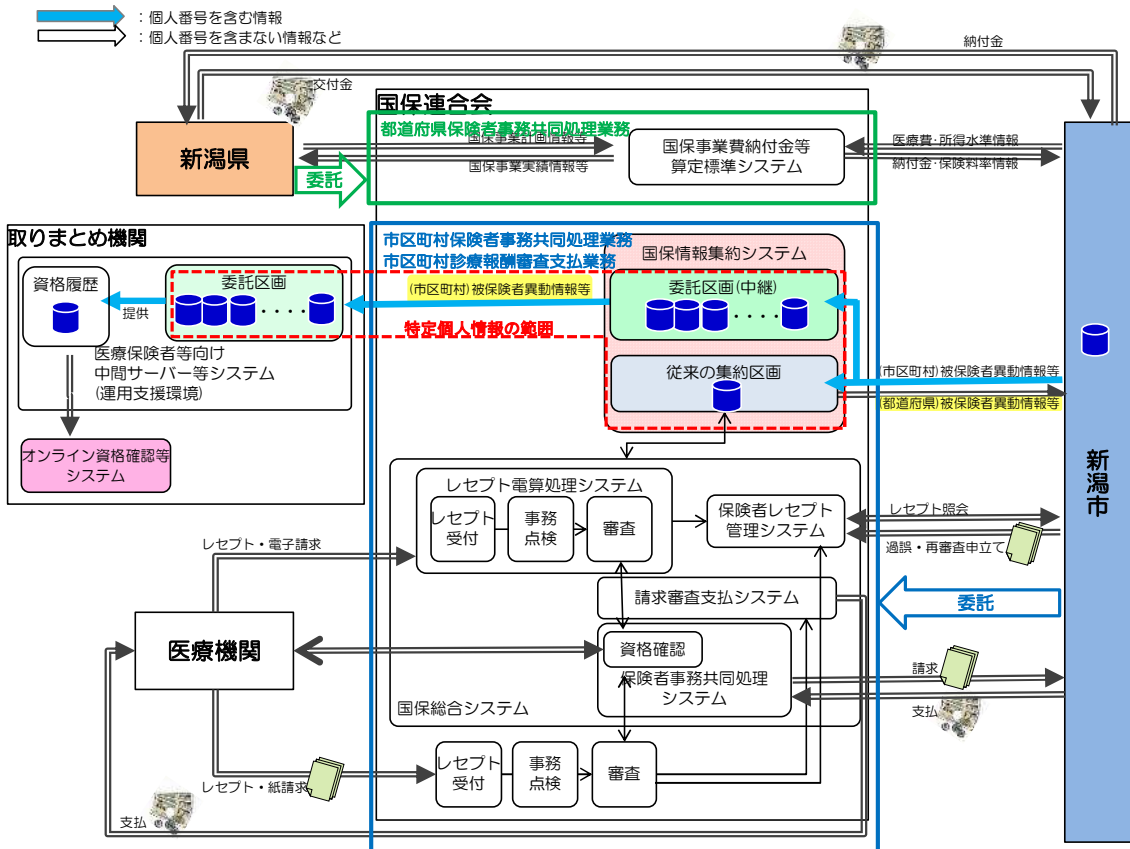 ：個人番号を含む情報
：個人番号を含まない情報など
納付金
交付金
国保連合会
都道府県保険者事務共同処理業務
新潟県
国保事業計画情報等
国保事業実績情報等
委託
国保事業費納付金等
算定標準システム
医療費・所得水準情報
納付金・保険料率情報
取りまとめ機関
市区町村保険者事務共同処理業務
市区町村診療報酬審査支払業務
国保情報集約システム
資格履歴
委託区画
・・・・
提供
(市区町村)被保険者異動情報等
委託区画(中継)
・・・・
特定個人情報の範囲
医療保険者等向け
中間サーバー等システム
(運用支援環境)
従来の集約区画
(市区町村)被保険者異動情報等
(都道府県)被保険者異動情報等
オンライン資格確認等
システム
新潟市
レセプト電算処理システム
レセプト
受付
事務
点検
審査
保険者レセプト
管理システム
レセプト照会
過誤・再審査申立て
レセプト・電子請求
請求審査支払システム
委託
医療機関
資格確認
保険者事務共同処理
システム
請求
支払
国保総合システム
レセプト・紙請求
レセプト
受付
事務
点検
審査
支払